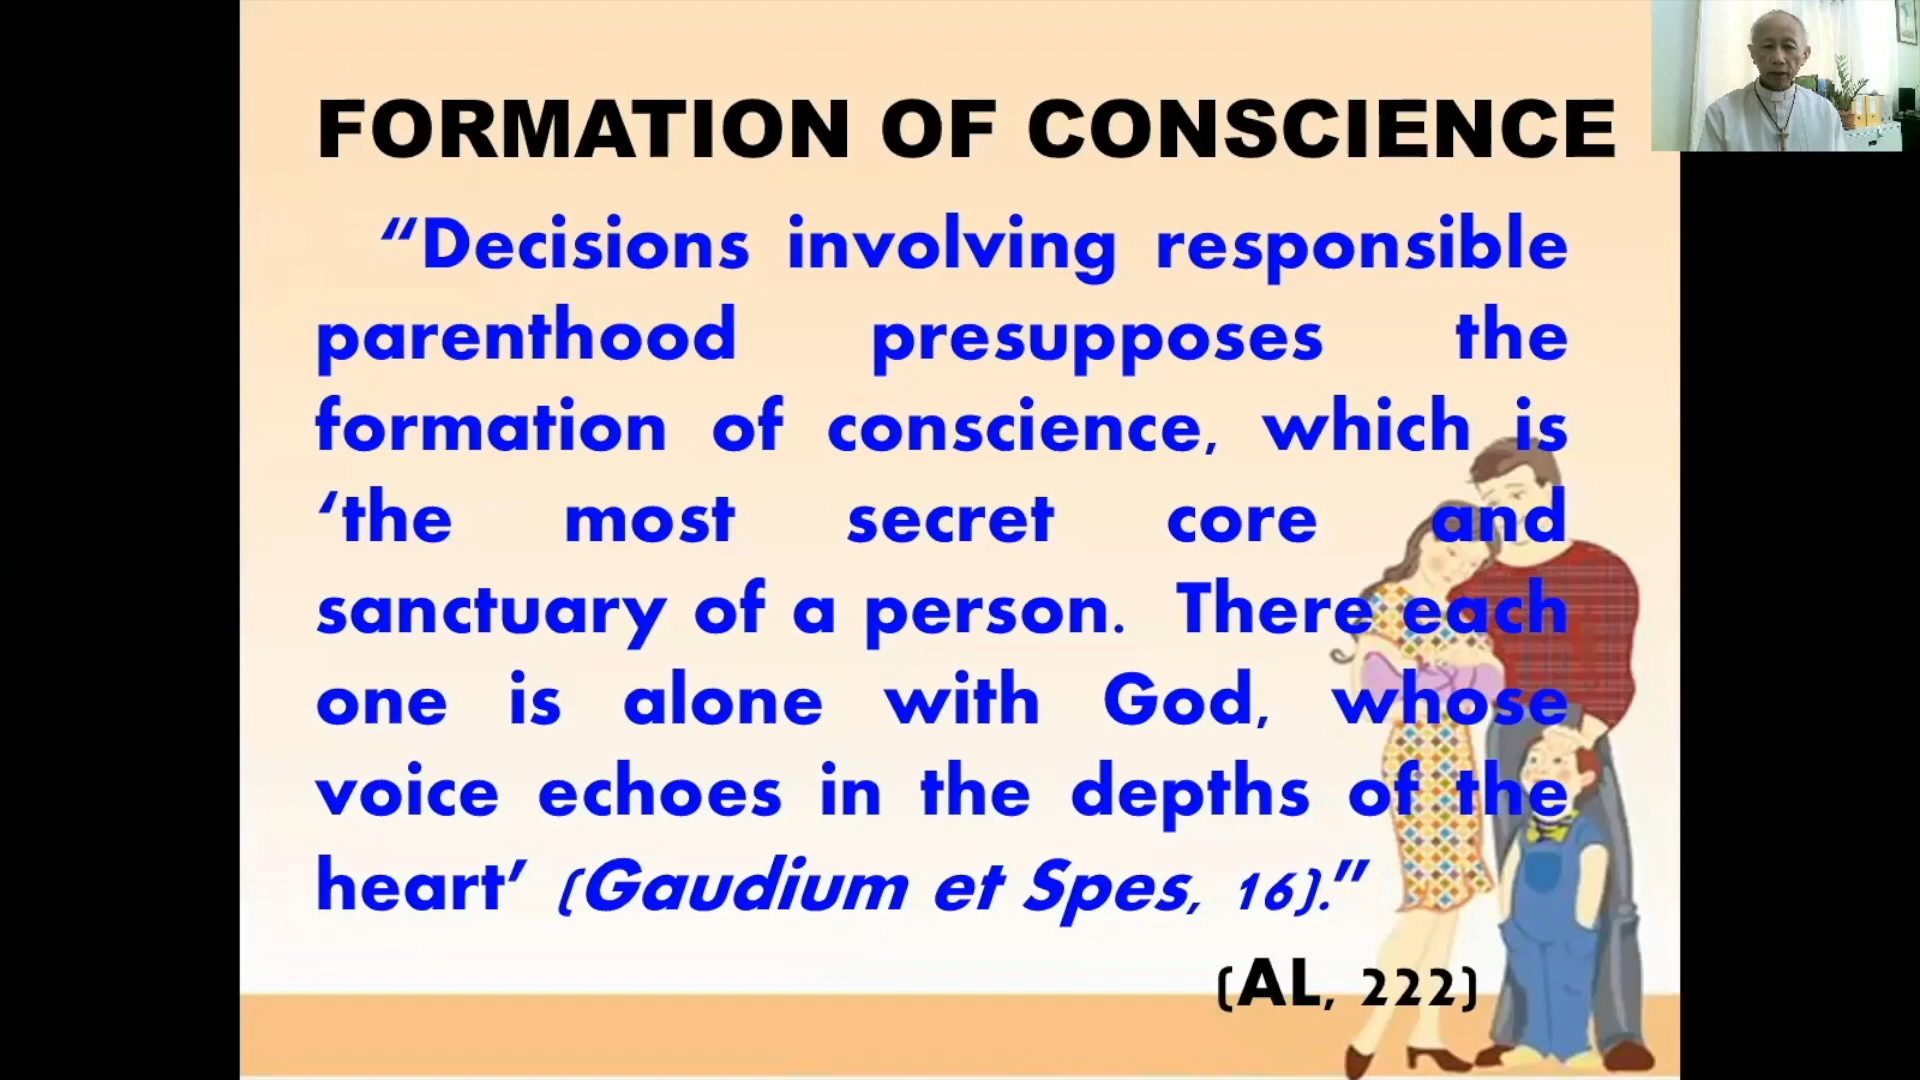 FORMATION OF CONSCIENCE
“Decisions involving responsible
parenthood presupposes the
formation of conscience, which is
‘the most secret core and
sanctuary of a person. There each
one is alone with God, whose
voice echoes in the depths of the
heart’ (Gaudium et Spes, 16).”
(AL, 222)